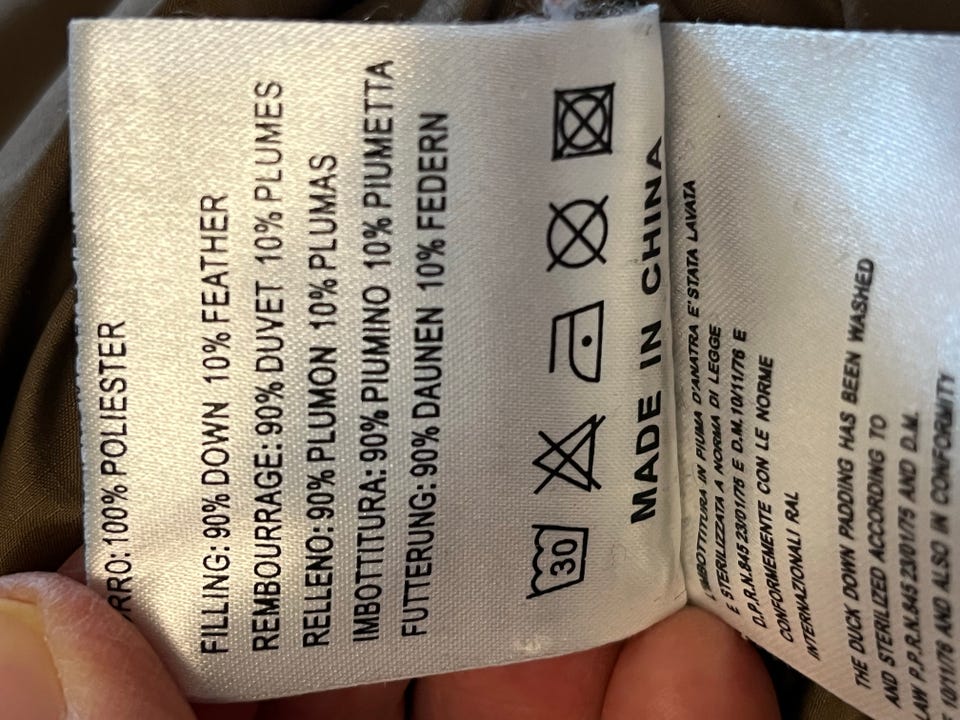 100% POLIESTER
FILLING: 90% DOWN 10% FEATHER
REMBOURRAGE: 90% DUVET 10% PLUMES
RELLENO: 90% PLUMON 10% PLUMAS
IMBOTTITURA: 90% PIUMINO 10% PIUMETTA
FUTTERUNG: 90% DAUNEN 10% FEDERN
30
MADE IN CHINA
L'IMBOTTITURA IN PIUMA D'ANATRA E'STATA LAVATA
E STERILIZZATA A NORMA DI LEGGE
D.P.R.N.845 23/01/75 E D.M.10/11/76 E
CONFORMEMENTE CON LE NORME
INTERNAZIONALI RAL
THE DUCK DOWN PADDING HAS BEEN WASHED
AND STERILIZED ACCORDING TO
LAW P.P.R.N.845 23/01/75 AND D.M.
10/11/76 AND ALSO IN CONFORMITY